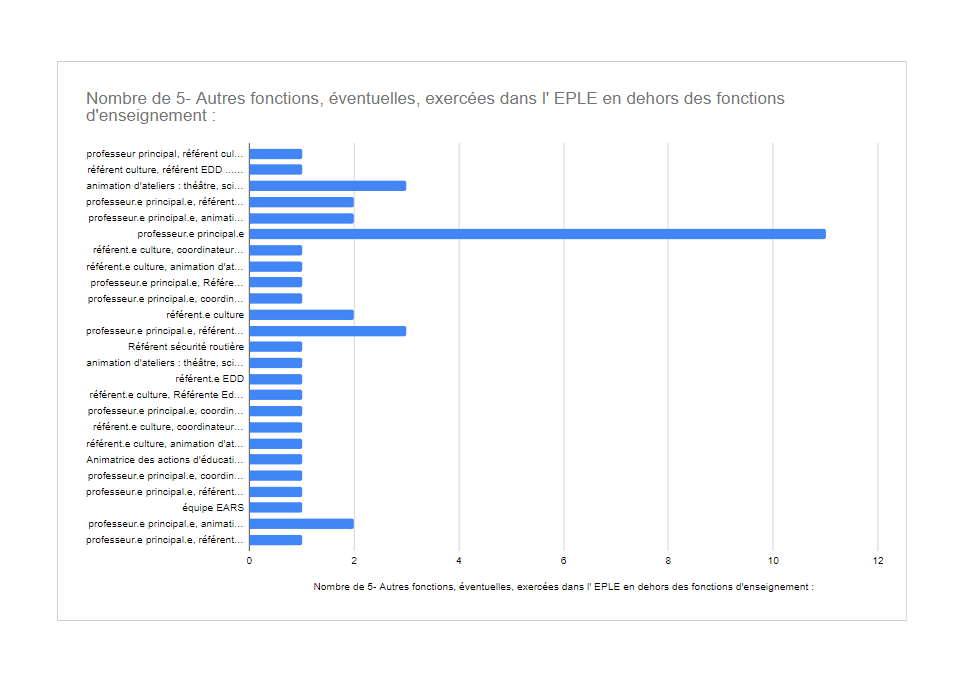 Nombre de 5- Autres fonctions, éventuelles, exercées dans l' EPLE en dehors des fonctions
d'enseignement :
professeur principal, référent cul...
référent culture, référent EDD ......
animation d'ateliers : théâtre, sci...
professeur.e principal.e, référent...
professeur.e principal.e, animati...
professeur.e principal.e
référent.e culture, coordinateur...
référent.e culture, animation d'at...
professeur.e principal.e, Référe...
professeur.e principal.e, coordin...
référent.e culture
professeur.e principal.e, référent...
Référent sécurité routière
animation d'ateliers : théâtre, sci...
référent.e EDD
référent.e culture, Référente Ed...
professeur.e principal.e, coordin...
référent.e culture, coordinateur...
référent.e culture, animation d'at...
Animatrice des actions d'éducati...
professeur.e principal.e, coordin...
professeur.e principal.e, référent...
équipe EARS
professeur.e principal.e, animati...
professeur.e principal.e, référent...
0 2 4 6 8 10 12
Nombre de 5- Autres fonctions, éventuelles, exercées dans l' EPLE en dehors des fonctions d'enseignement :